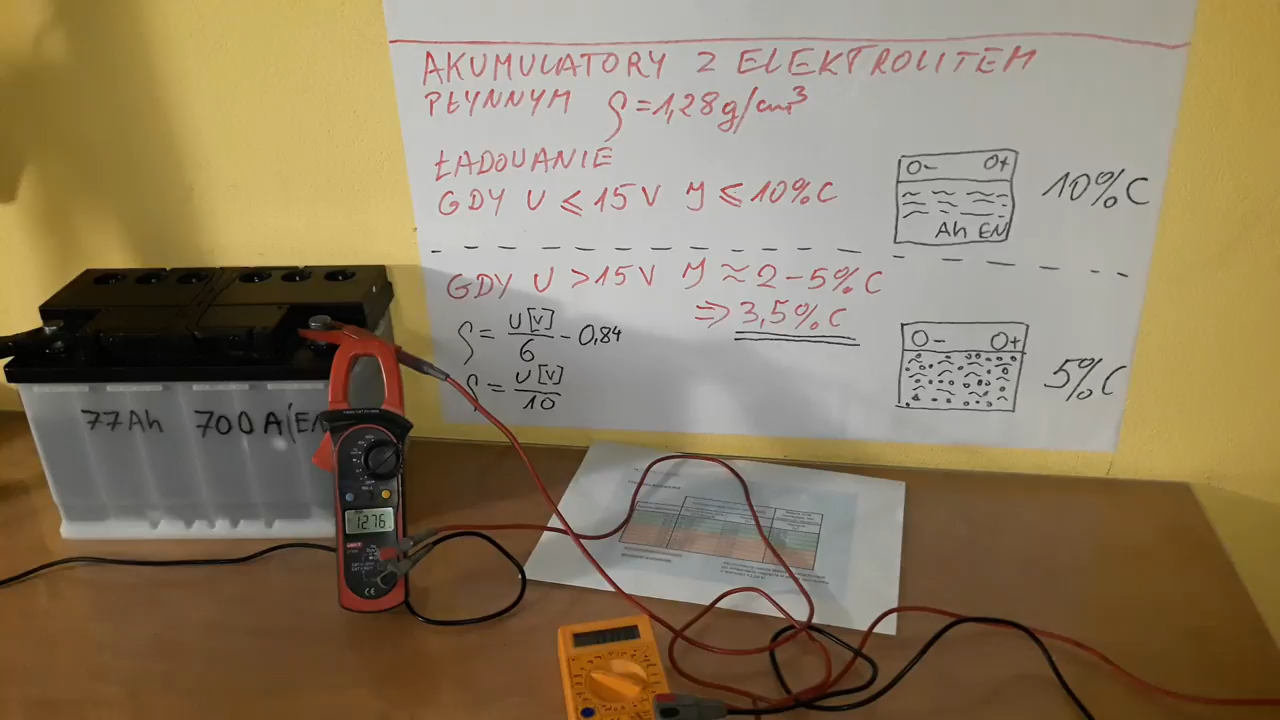 AKUMULATORY Z ELEKTROLITEM
PŁYNNYM ρ=1,28g/cm³
ŁADOWANIE
GDY U ≤ 15V J ≤ 10%C
O- O+
Ah EN
10%C
GDY U > 15V J ≈ 2-5%C
⇒ 3,5%C
ρ = U[V]/6 - 0,84
ρ = U[V]/10
O- O+
5%C
77Ah 700A(EN
12.76
CE